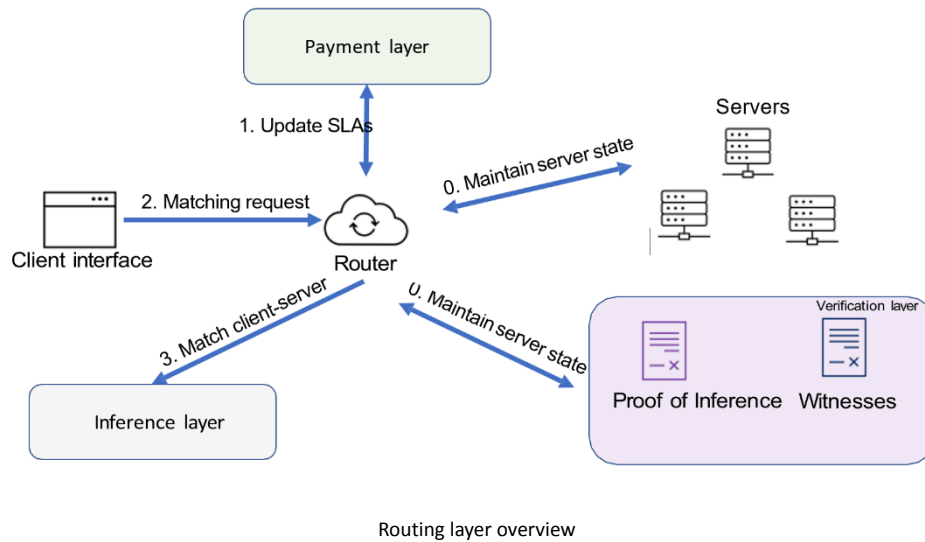 Payment layer
1. Update SLAs
Servers
0. Maintain server state
2. Matching request
Client interface
Router
3. Match client-server
0. Maintain server state
Verification layer
Proof of Inference
Witnesses
Inference layer
Routing layer overview